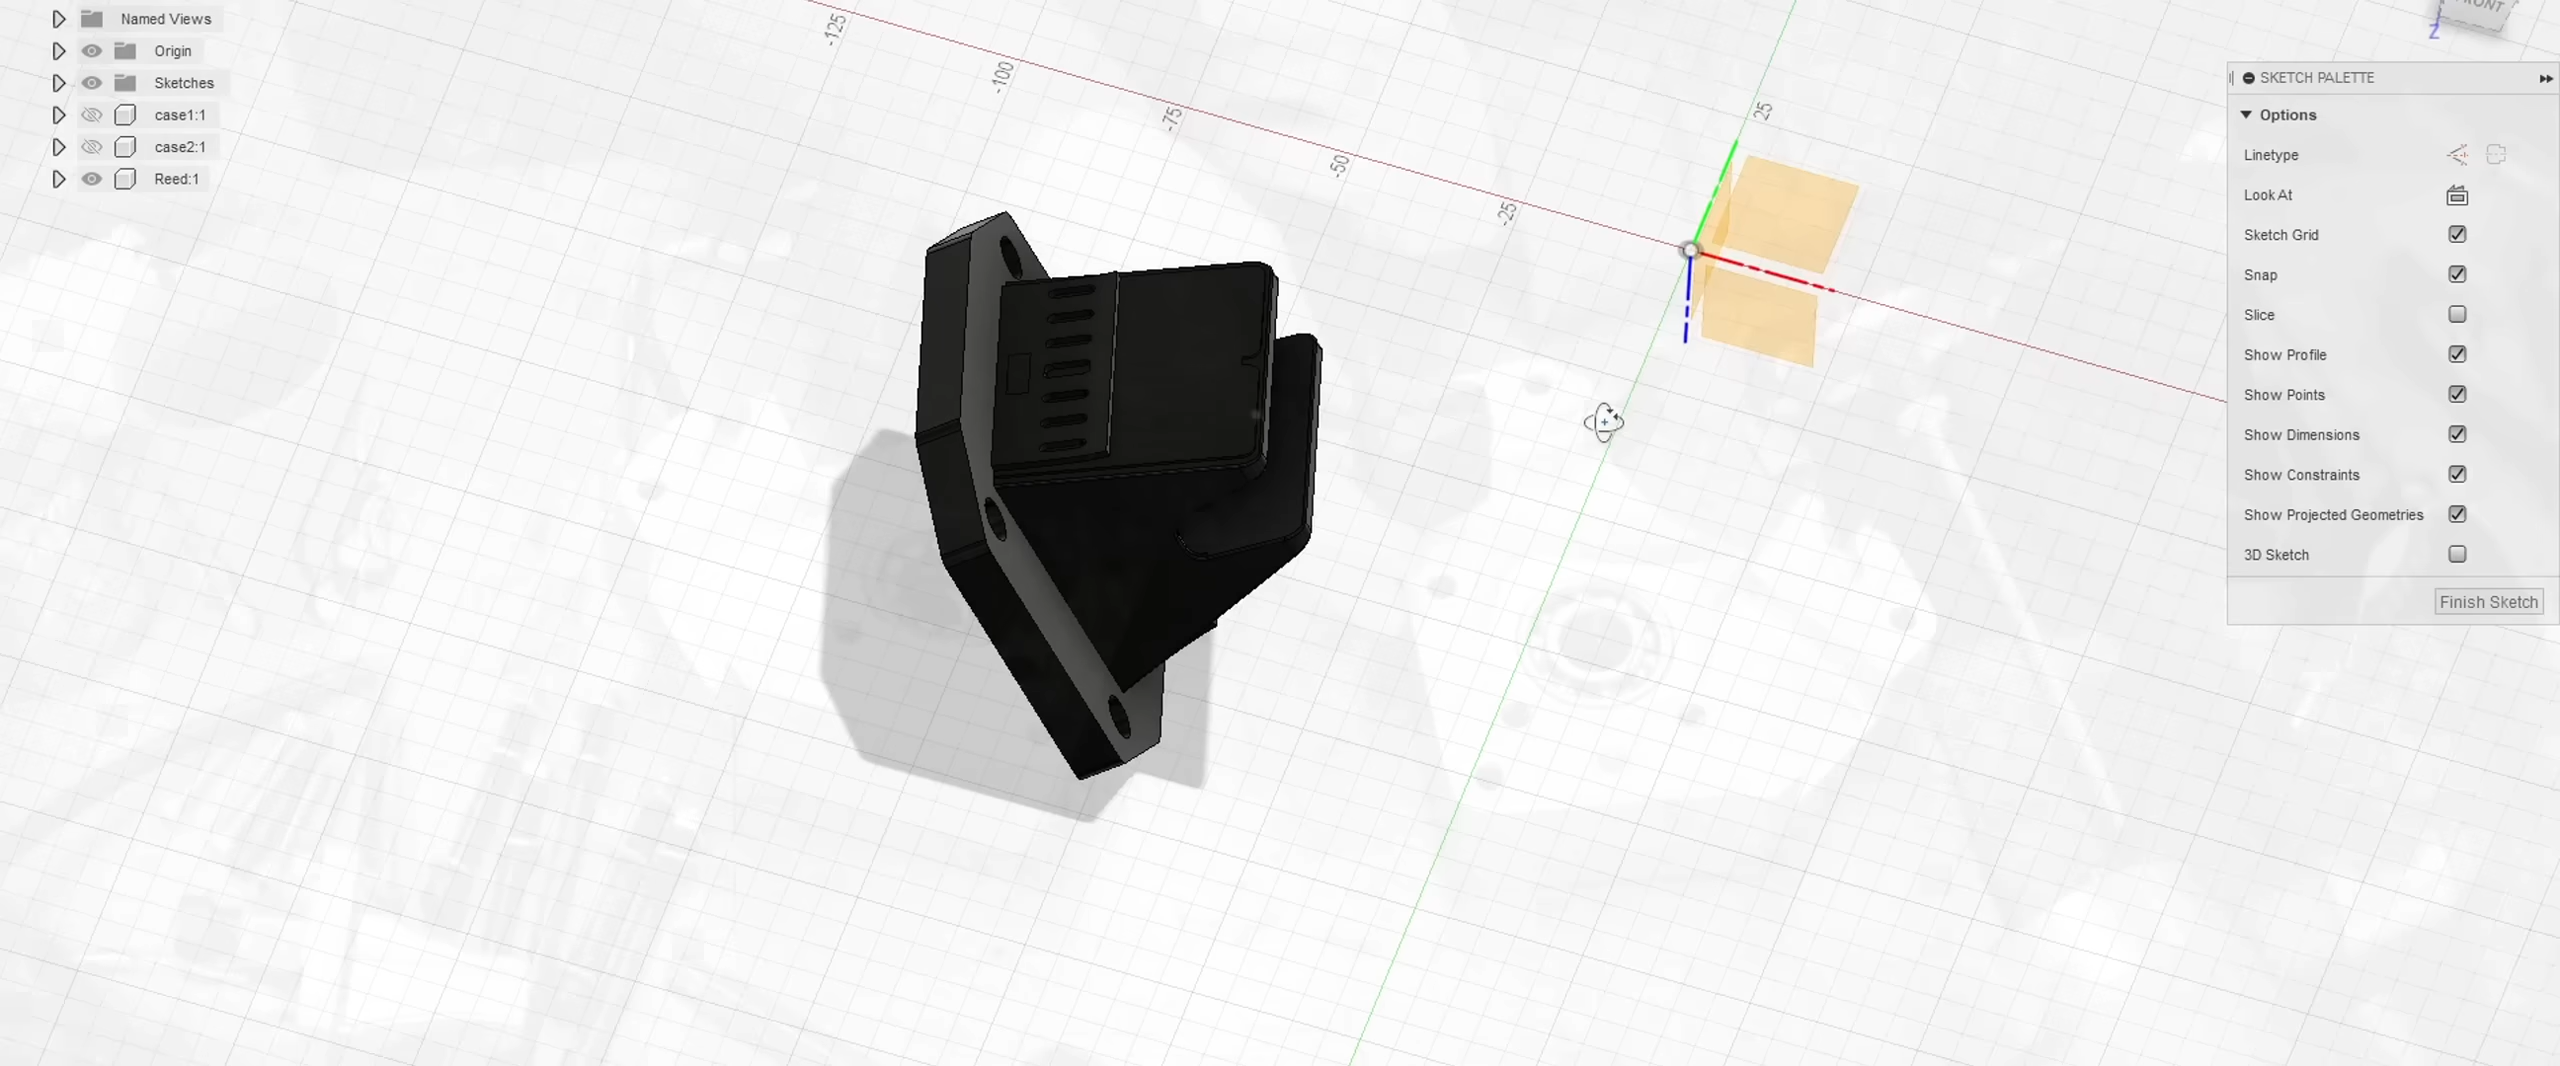 Named Views
Origin
Sketches
case1:1
case2:1
Reed:1
-125
-100
-75
-50
-25
25
FRONT
Z
SKETCH PALETTE
Options
Linetype
Look At
Sketch Grid
Snap
Slice
Show Profile
Show Points
Show Dimensions
Show Constraints
Show Projected Geometries
3D Sketch
Finish Sketch